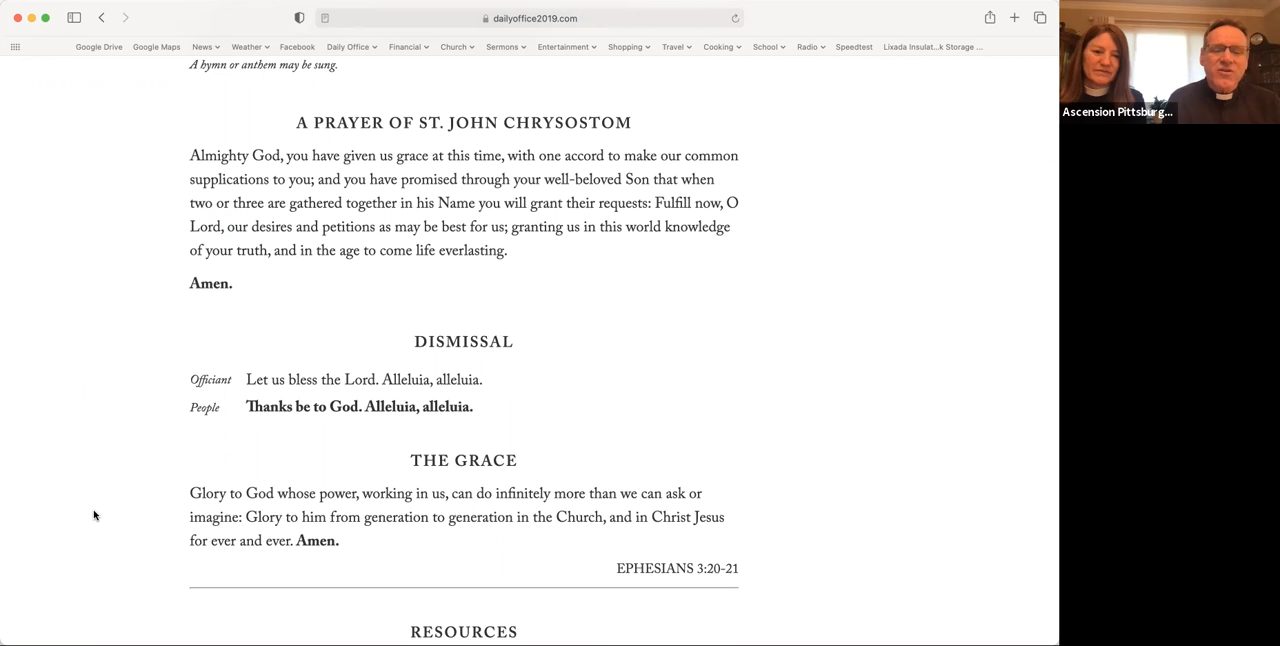 dailyoffice2019.com
Google Drive Google Maps News Weather Facebook Daily Office Financial Church Sermons Entertainment Shopping Travel Cooking School Radio Speedtest Lixada Insulat...k Storage ...
A hymn or anthem may be sung.
A PRAYER OF ST. JOHN CHRYSOSTOM
Almighty God, you have given us grace at this time, with one accord to make our common
supplications to you; and you have promised through your well-beloved Son that when
two or three are gathered together in his Name you will grant their requests: Fulfill now, O
Lord, our desires and petitions as may be best for us; granting us in this world knowledge
of your truth, and in the age to come life everlasting.
Amen.
DISMISSAL
Officiant Let us bless the Lord. Alleluia, alleluia.
People Thanks be to God. Alleluia, alleluia.
THE GRACE
Glory to God whose power, working in us, can do infinitely more than we can ask or
imagine: Glory to him from generation to generation in the Church, and in Christ Jesus
for ever and ever. Amen.
EPHESIANS 3:20-21
RESOURCES
Ascension Pittsburg...